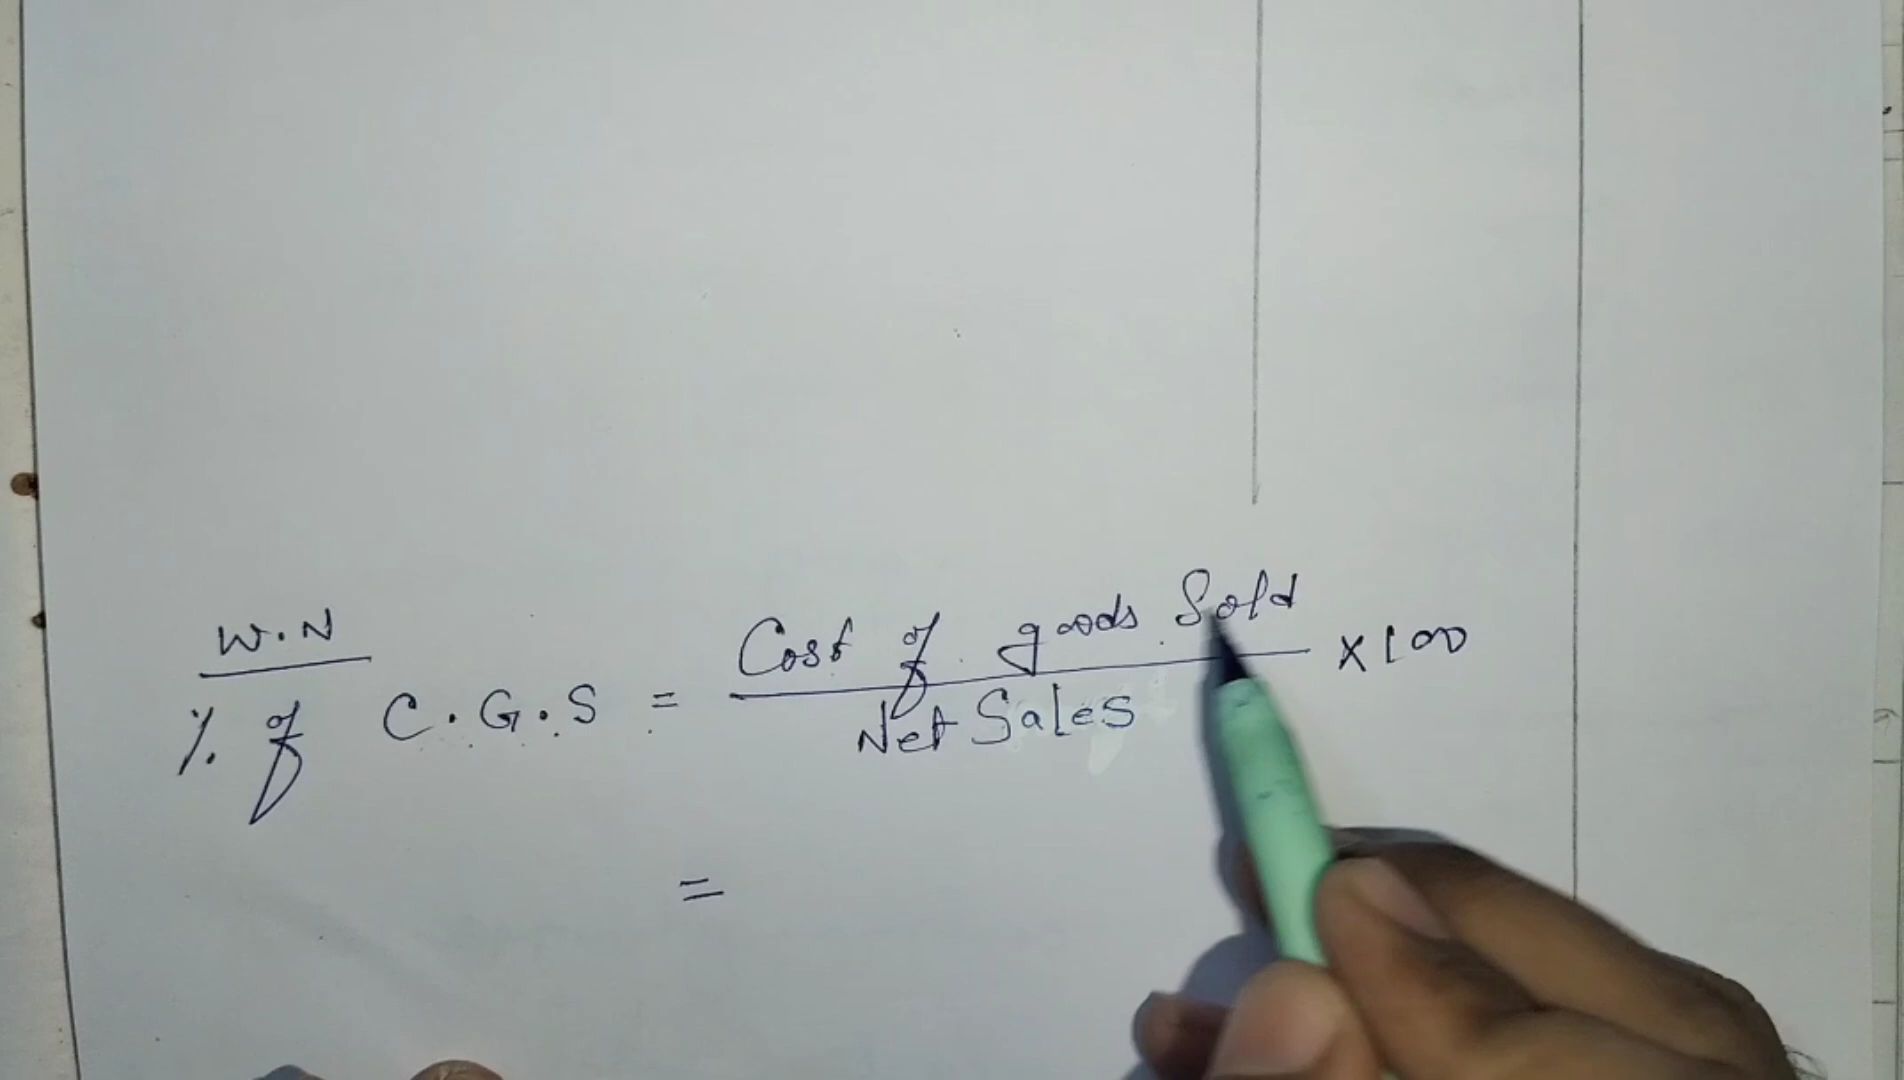 W.N
% of C.G.S = Cost of goods Sold / Net Sales × 100
=